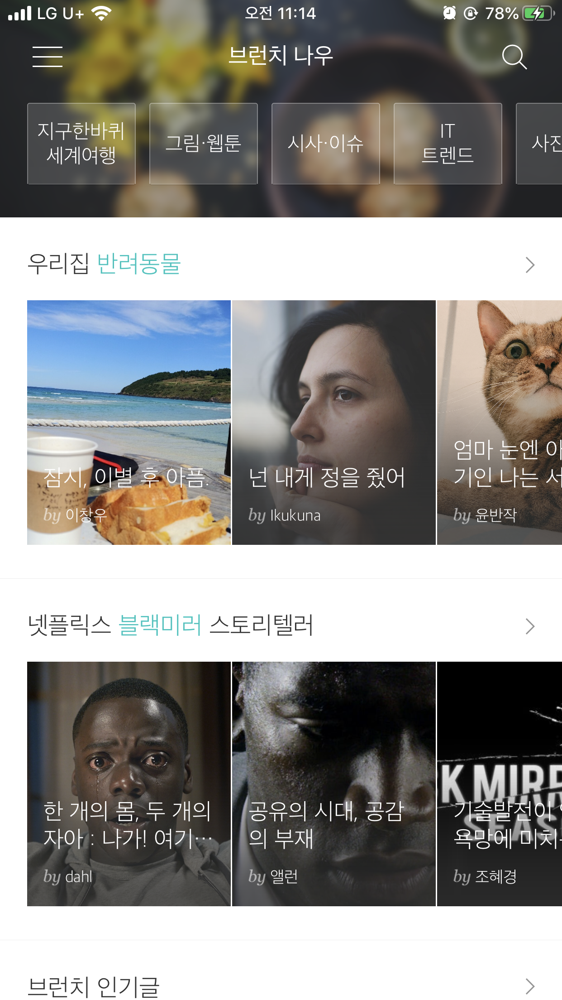 LG U+ 오전 11:14 78%
브런치 나우
지구한바퀴
세계여행
그림·웹툰
시사·이슈
IT
트렌드
우리집 반려동물
잠시, 이별 후 아픔.
by 이창우
넌 내게 정을 줬어
by Ikukuna
엄마 눈엔 아
기인 나는 서
by 윤반작
넷플릭스 블랙미러 스토리텔러
한 개의 몸, 두 개의
자아 : 나가! 여기…
by dahl
공유의 시대, 공감
의 부재
by 앨런
K MIRR
SEAS
기술발전이
욕망에 미치
by 조혜경
브런치 인기글